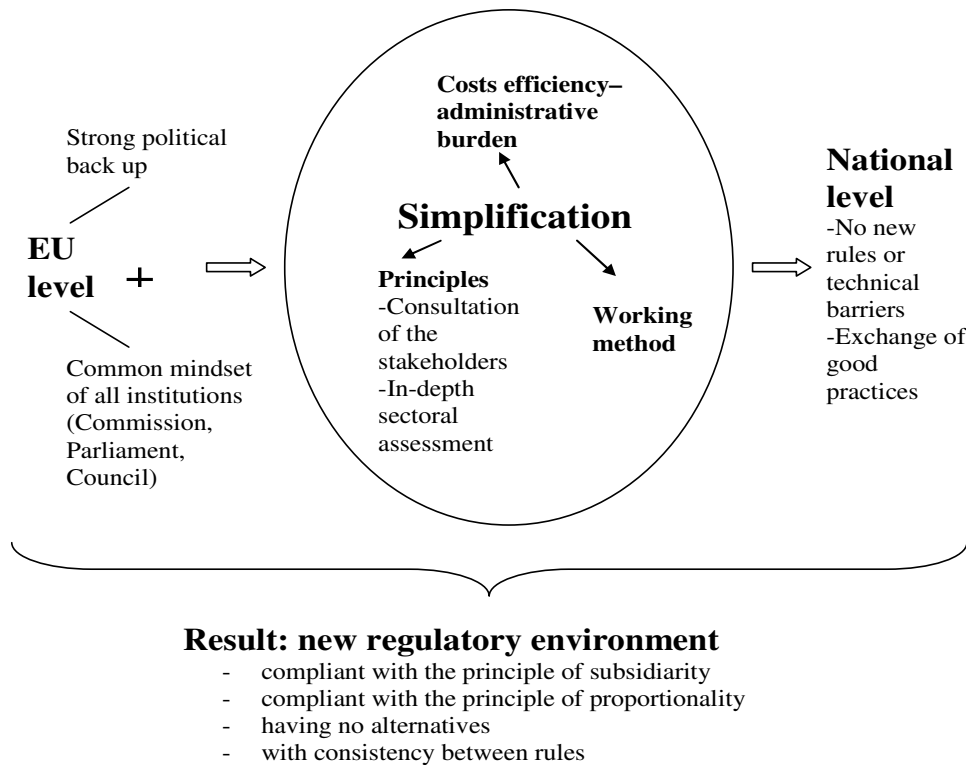 Strong political
back up
EU
level
+
Common mindset
of all institutions
(Commission,
Parliament,
Council)
Costs efficiency–
administrative
burden
Simplification
Principles
-Consultation
of the
stakeholders
-In-depth
sectoral
assessment
Working
method
National
level
-No new
rules or
technical
barriers
-Exchange of
good
practices
Result: new regulatory environment
- compliant with the principle of subsidiarity
- compliant with the principle of proportionality
- having no alternatives
- with consistency between rules